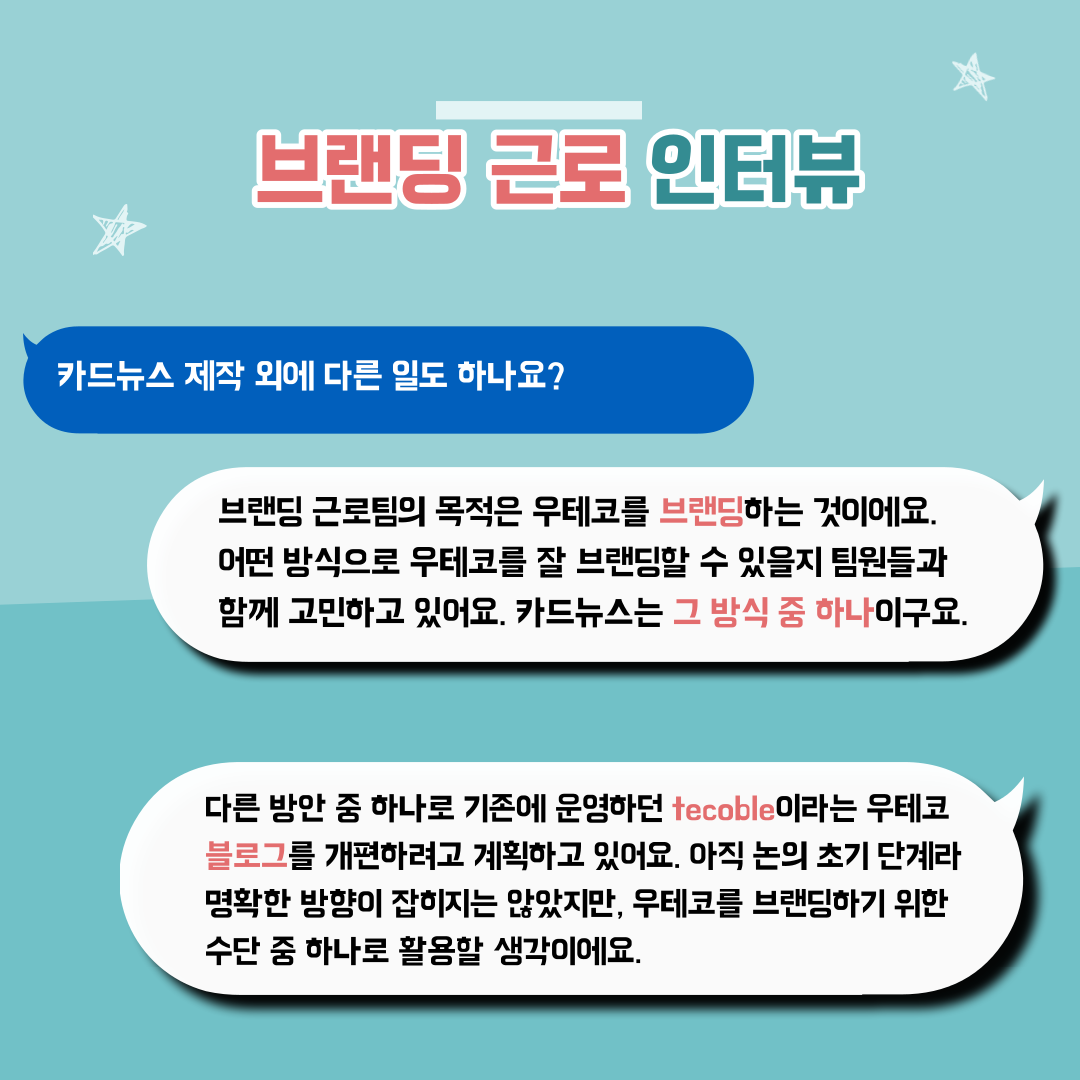 브랜딩 근로 인터뷰
카드뉴스 제작 외에 다른 일도 하나요?
브랜딩 근로팀의 목적은 우테코를 브랜딩하는 것이에요.
어떤 방식으로 우테코를 잘 브랜딩할 수 있을지 팀원들과
함께 고민하고 있어요. 카드뉴스는 그 방식 중 하나이구요.
다른 방안 중 하나로 기존에 운영하던 tecoble이라는 우테코
블로그를 개편하려고 계획하고 있어요. 아직 논의 초기 단계라
명확한 방향이 잡히지는 않았지만, 우테코를 브랜딩하기 위한
수단 중 하나로 활용할 생각이에요.